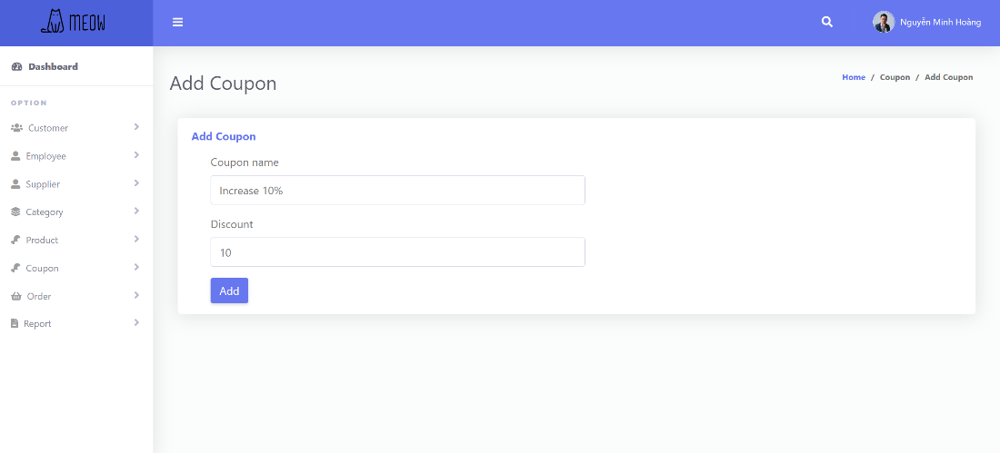 MEOW
Nguyễn Minh Hoàng
Dashboard
OPTION
Customer
Employee
Supplier
Category
Product
Coupon
Order
Report
Add Coupon
Home / Coupon / Add Coupon
Add Coupon
Coupon name
Increase 10%
Discount
10
Add